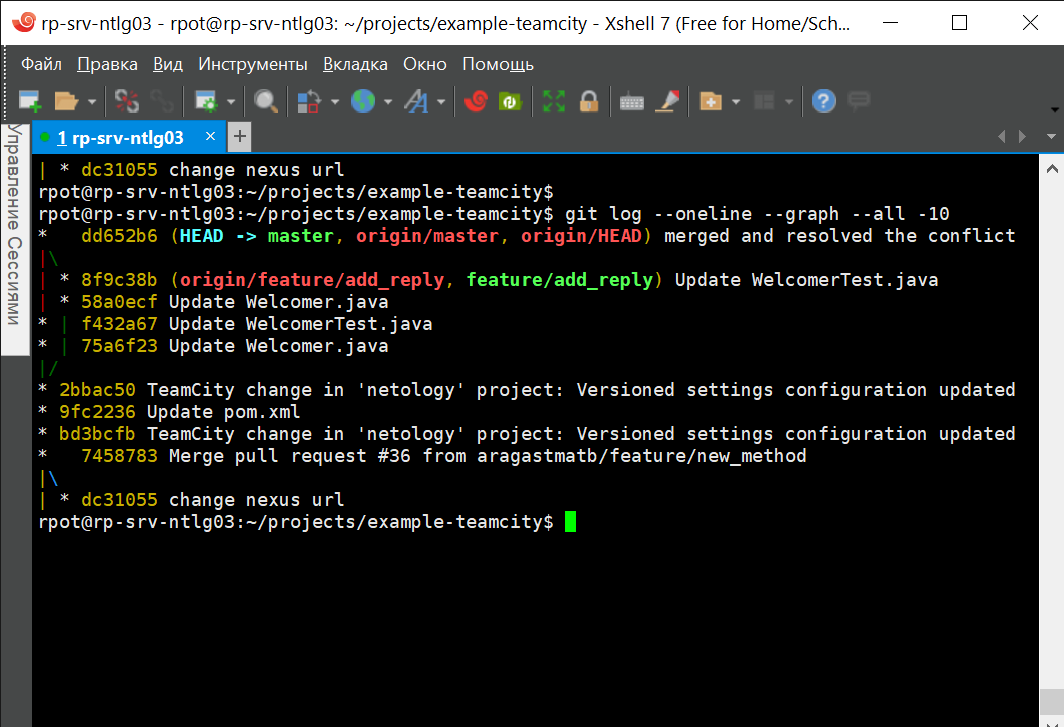 rp-srv-ntlg03 - rpot@rp-srv-ntlg03: ~/projects/example-teamcity - Xshell 7 (Free for Home/Sch...
Файл Правка Вид Инструменты Вкладка Окно Помощь
Управление Сессиями
1 rp-srv-ntlg03 × +
| * dc31055 change nexus url
rpot@rp-srv-ntlg03:~/projects/example-teamcity$
rpot@rp-srv-ntlg03:~/projects/example-teamcity$ git log --oneline --graph --all -10
*   dd652b6 (HEAD -> master, origin/master, origin/HEAD) merged and resolved the conflict
|\
| * 8f9c38b (origin/feature/add_reply, feature/add_reply) Update WelcomerTest.java
| * 58a0ecf Update Welcomer.java
* | f432a67 Update WelcomerTest.java
* | 75a6f23 Update Welcomer.java
|/
* 2bbac50 TeamCity change in 'netology' project: Versioned settings configuration updated
* 9fc2236 Update pom.xml
* bd3bcfb TeamCity change in 'netology' project: Versioned settings configuration updated
*   7458783 Merge pull request #36 from aragastmatb/feature/new_method
|\
| * dc31055 change nexus url
rpot@rp-srv-ntlg03:~/projects/example-teamcity$